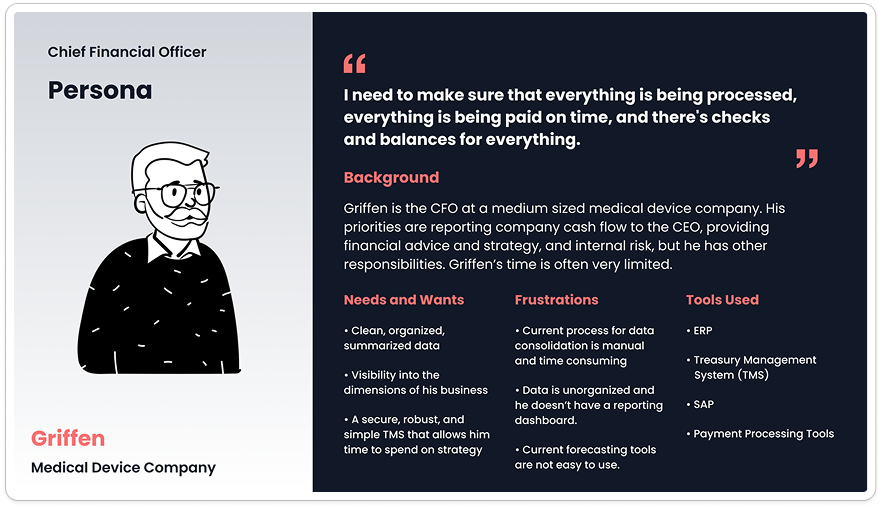 Chief Financial Officer
Persona
Griffen
Medical Device Company
“
I need to make sure that everything is being processed,
everything is being paid on time, and there's checks
and balances for everything.
”
Background
Griffen is the CFO at a medium sized medical device company. His
priorities are reporting company cash flow to the CEO, providing
financial advice and strategy, and internal risk, but he has other
responsibilities. Griffen’s time is often very limited.
Needs and Wants
• Clean, organized,
summarized data
• Visibility into the
dimensions of his business
• A secure, robust, and
simple TMS that allows him
time to spend on strategy
Frustrations
• Current process for data
consolidation is manual
and time consuming
• Data is unorganized and
he doesn’t have a reporting
dashboard.
• Current forecasting tools
are not easy to use.
Tools Used
• ERP
• Treasury Management
System (TMS)
• SAP
• Payment Processing Tools